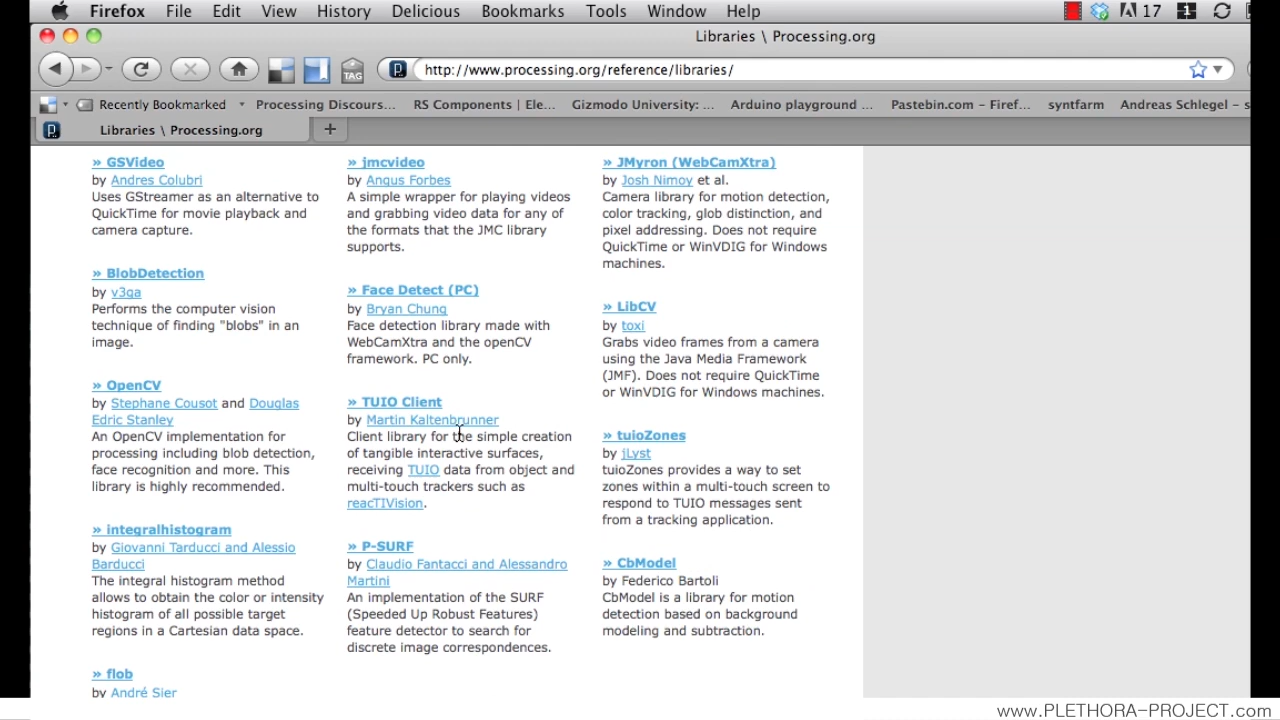 Firefox File Edit View History Delicious Bookmarks Tools Window Help 17
Libraries \ Processing.org
TAG http://www.processing.org/reference/libraries/
Recently Bookmarked Processing Discours... RS Components | Ele... Gizmodo University: ... Arduino playground ... Pastebin.com – Firef... syntfarm Andreas Schlegel – s
Libraries \ Processing.org +
» GSVideo
by Andres Colubri
Uses GStreamer as an alternative to
QuickTime for movie playback and
camera capture.
» BlobDetection
by v3ga
Performs the computer vision
technique of finding "blobs" in an
image.
» OpenCV
by Stephane Cousot and Douglas
Edric Stanley
An OpenCV implementation for
processing including blob detection,
face recognition and more. This
library is highly recommended.
» integralhistogram
by Giovanni Tarducci and Alessio
Barducci
The integral histogram method
allows to obtain the color or intensity
histogram of all possible target
regions in a Cartesian data space.
» flob
by André Sier
» jmcvideo
by Angus Forbes
A simple wrapper for playing videos
and grabbing video data for any of
the formats that the JMC library
supports.
» Face Detect (PC)
by Bryan Chung
Face detection library made with
WebCamXtra and the openCV
framework. PC only.
» TUIO Client
by Martin Kaltenbrunner
Client library for the simple creation
of tangible interactive surfaces,
receiving TUIO data from object and
multi-touch trackers such as
reacTIVision.
» P-SURF
by Claudio Fantacci and Alessandro
Martini
An implementation of the SURF
(Speeded Up Robust Features)
feature detector to search for
discrete image correspondences.
» JMyron (WebCamXtra)
by Josh Nimoy et al.
Camera library for motion detection,
color tracking, glob distinction, and
pixel addressing. Does not require
QuickTime or WinVDIG for Windows
machines.
» LibCV
by toxi
Grabs video frames from a camera
using the Java Media Framework
(JMF). Does not require QuickTime
or WinVDIG for Windows machines.
» tuioZones
by jLyst
tuioZones provides a way to set
zones within a multi-touch screen to
respond to TUIO messages sent
from a tracking application.
» CbModel
by Federico Bartoli
CbModel is a library for motion
detection based on background
modeling and subtraction.
www.PLETHORA-PROJECT.com